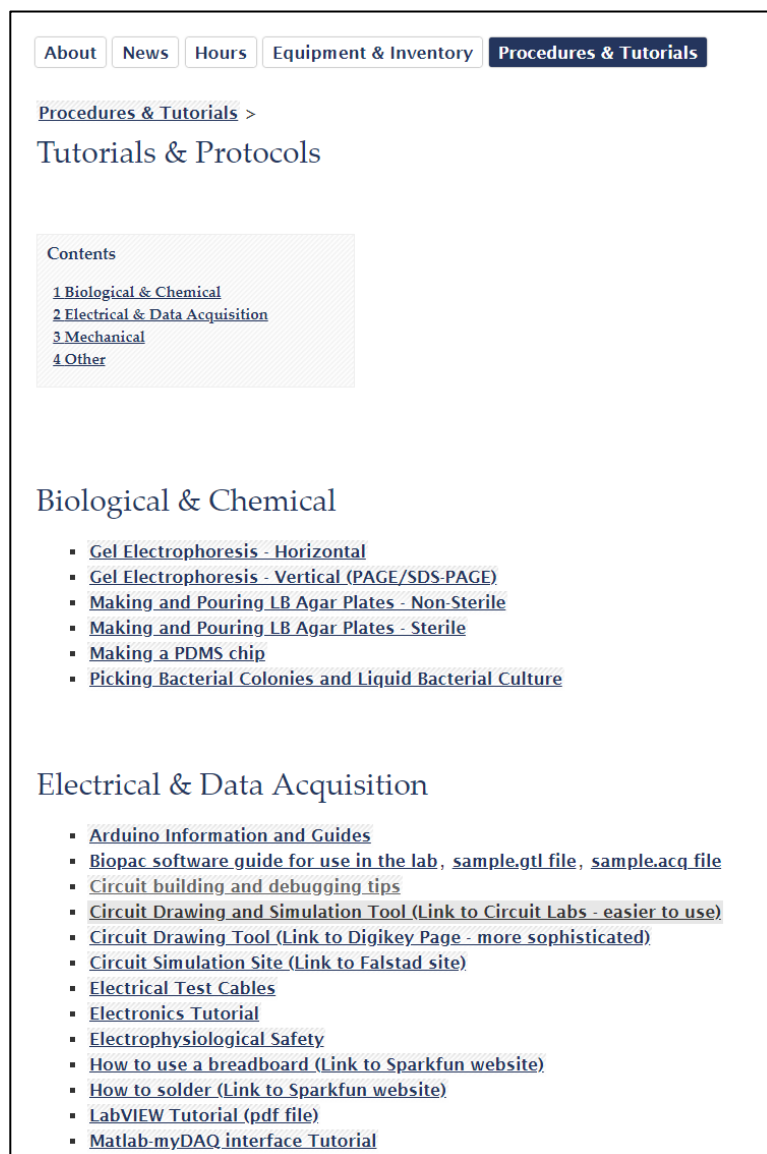 About News Hours Equipment & Inventory Procedures & Tutorials
Procedures & Tutorials >
Tutorials & Protocols
Contents
1 Biological & Chemical
2 Electrical & Data Acquisition
3 Mechanical
4 Other
Biological & Chemical
Gel Electrophoresis - Horizontal
Gel Electrophoresis - Vertical (PAGE/SDS-PAGE)
Making and Pouring LB Agar Plates - Non-Sterile
Making and Pouring LB Agar Plates - Sterile
Making a PDMS chip
Picking Bacterial Colonies and Liquid Bacterial Culture
Electrical & Data Acquisition
Arduino Information and Guides
Biopac software guide for use in the lab, sample.gtl file, sample.acq file
Circuit building and debugging tips
Circuit Drawing and Simulation Tool (Link to Circuit Labs - easier to use)
Circuit Drawing Tool (Link to Digikey Page - more sophisticated)
Circuit Simulation Site (Link to Falstad site)
Electrical Test Cables
Electronics Tutorial
Electrophysiological Safety
How to use a breadboard (Link to Sparkfun website)
How to solder (Link to Sparkfun website)
LabVIEW Tutorial (pdf file)
Matlab-myDAQ interface Tutorial